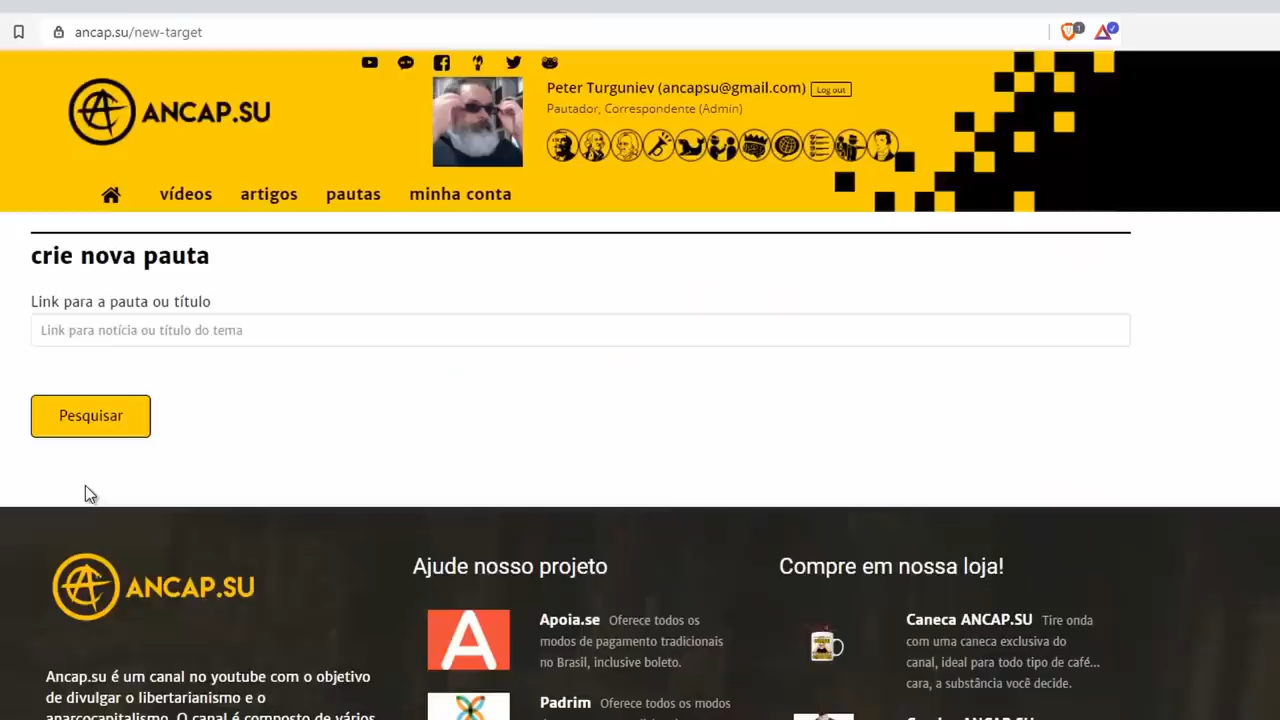 ancap.su/new-target
ANCAP.SU
Peter Turguniev (ancapsu@gmail.com) Log out
Pautador, Correspondente (Admin)
vídeos artigos pautas minha conta
crie nova pauta
Link para a pauta ou título
Link para notícia ou título do tema
Pesquisar
ANCAP.SU
Ancap.su é um canal no youtube com o objetivo
de divulgar o libertarianismo e o
anarcocapitalismo. O canal é composto de vários
Ajude nosso projeto
Apoia.se Oferece todos os
modos de pagamento tradicionais
no Brasil, inclusive boleto.
Padrim Oferece todos os modos
Compre em nossa loja!
Caneca ANCAP.SU Tire onda
com uma caneca exclusiva do
canal, ideal para todo tipo de café...
cara, a substância você decide.